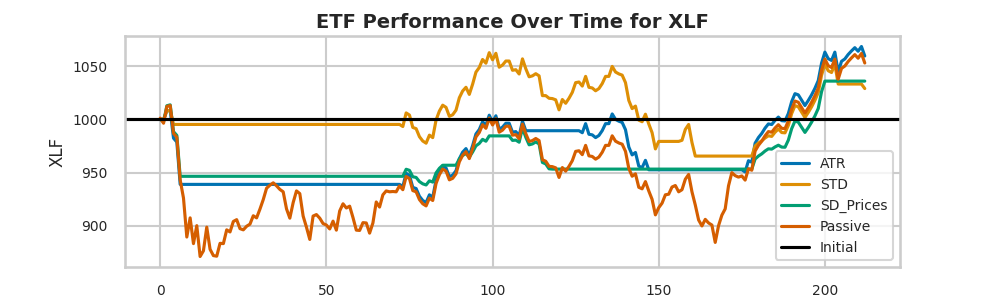 ETF Performance Over Time for XLF
XLF
1050
1000
950
900
0
50
100
150
200
ATR
STD
SD_Prices
Passive
Initial